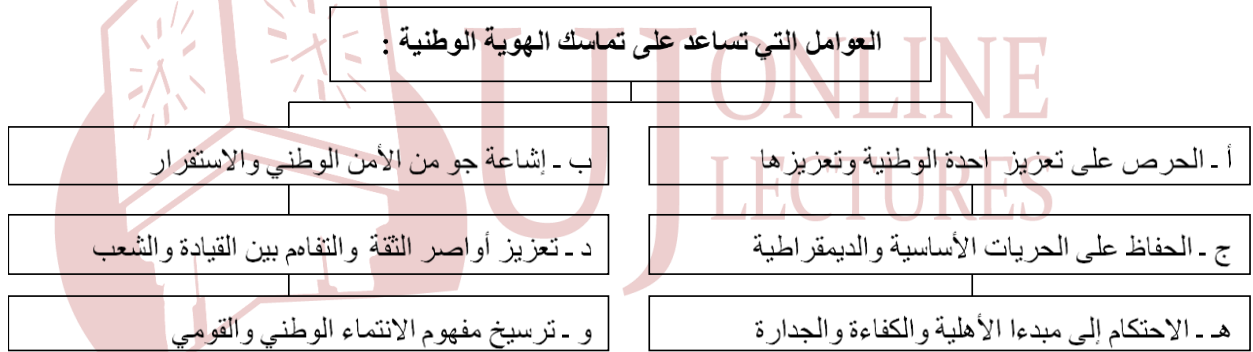 العوامل التي تساعد على تماسك الهوية الوطنية :
أ ـ الحرص على تعزيز احدة الوطنية وتعزيزها
ب ـ إشاعة جو من الأمن الوطني والاستقرار
ج ـ الحفاظ على الحريات الأساسية والديمقراطية
د ـ تعزيز أواصر الثقة والتفاهم بين القيادة والشعب
هـ ـ الاحتكام إلى مبدءا الأهلية والكفاءة والجدارة
و ـ ترسيخ مفهوم الانتماء الوطني والقومي
UJ ONLINE
LECTURES